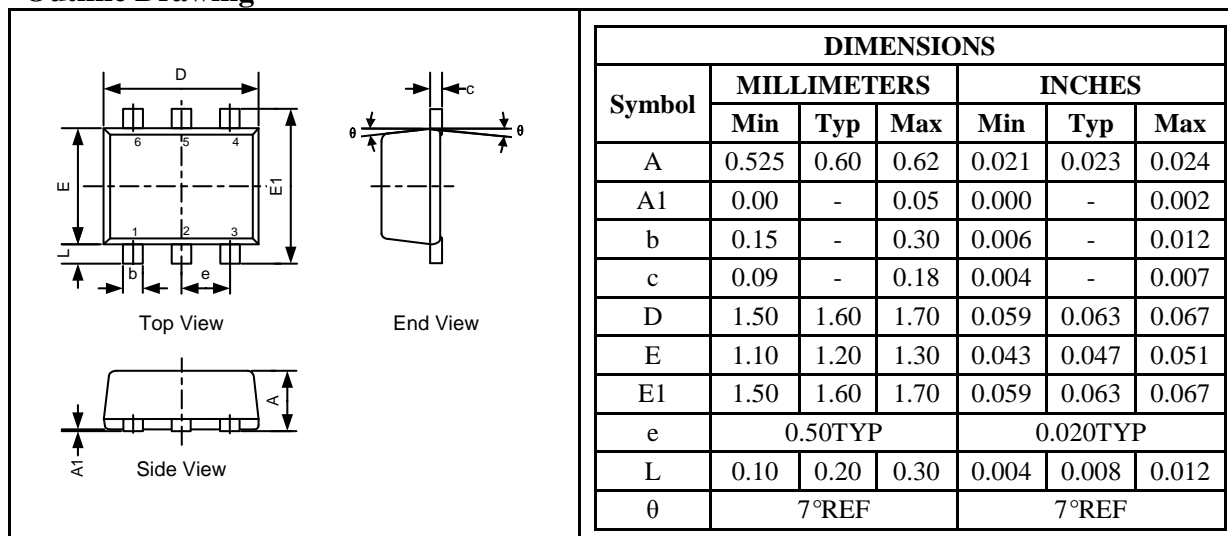 D
c
θ
θ
6 5 4
E
E1
1 2 3
L
b
e
Top View
End View
A
A1
Side View
DIMENSIONS
Symbol MILLIMETERS INCHES
Min Typ Max Min Typ Max
A 0.525 0.60 0.62 0.021 0.023 0.024
A1 0.00 - 0.05 0.000 - 0.002
b 0.15 - 0.30 0.006 - 0.012
c 0.09 - 0.18 0.004 - 0.007
D 1.50 1.60 1.70 0.059 0.063 0.067
E 1.10 1.20 1.30 0.043 0.047 0.051
E1 1.50 1.60 1.70 0.059 0.063 0.067
e 0.50TYP 0.020TYP
L 0.10 0.20 0.30 0.004 0.008 0.012
θ 7°REF 7°REF